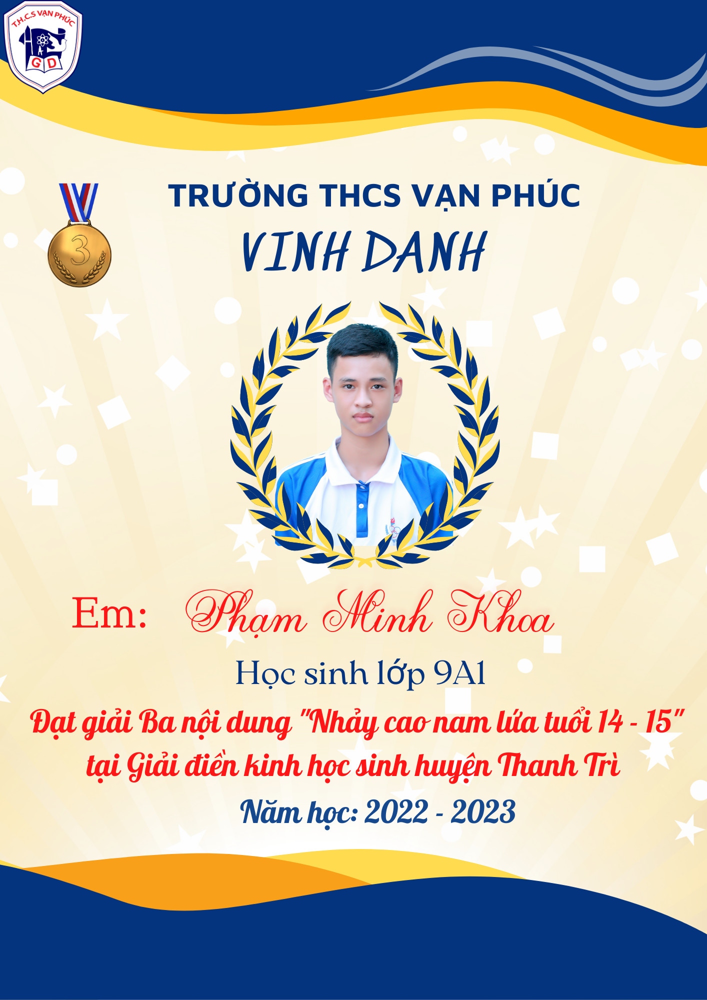 T.H.C.S VẠN PHÚC
GD
TRƯỜNG THCS VẠN PHÚC
3
VINH DANH
Em: Phạm Minh Khoa
Học sinh lớp 9A1
Đạt giải Ba nội dung "Nhảy cao nam lứa tuổi 14 - 15"
tại Giải điền kinh học sinh huyện Thanh Trì
Năm học: 2022 - 2023